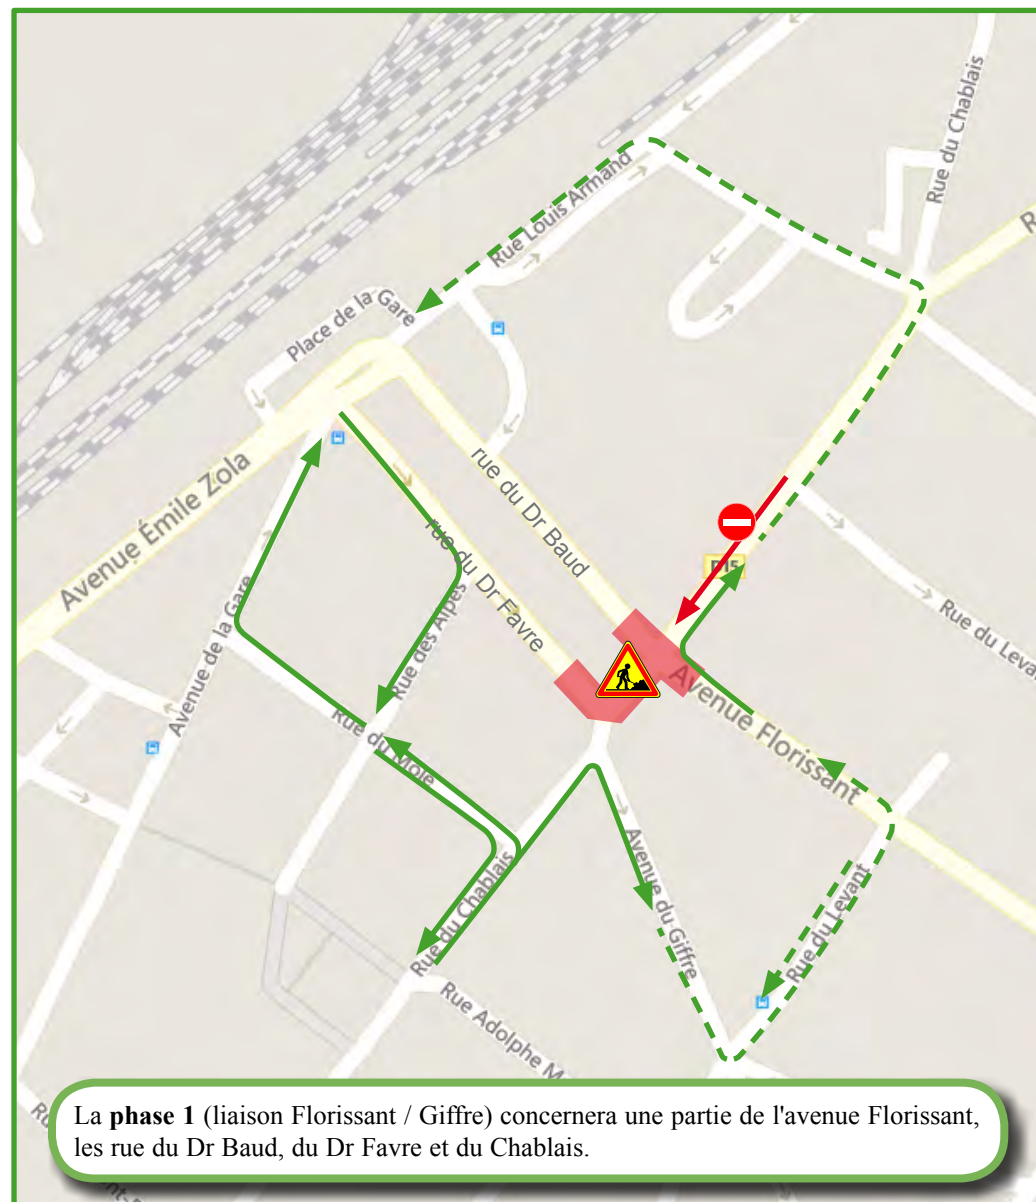 Rue du Chablais
Rue Louis Armand
Place de la Gare
Avenue Émile Zola
rue du Dr Baud
rue du Dr Favre
D15
Rue du Levant
Avenue de la Gare
Rue des Alpes
Rue du Mole
Avenue Florissant
Rue du Chablais
Avenue du Giffre
Rue du Levant
Rue Adolphe M
La phase 1 (liaison Florissant / Giffre) concernera une partie de l'avenue Florissant,
les rue du Dr Baud, du Dr Favre et du Chablais.